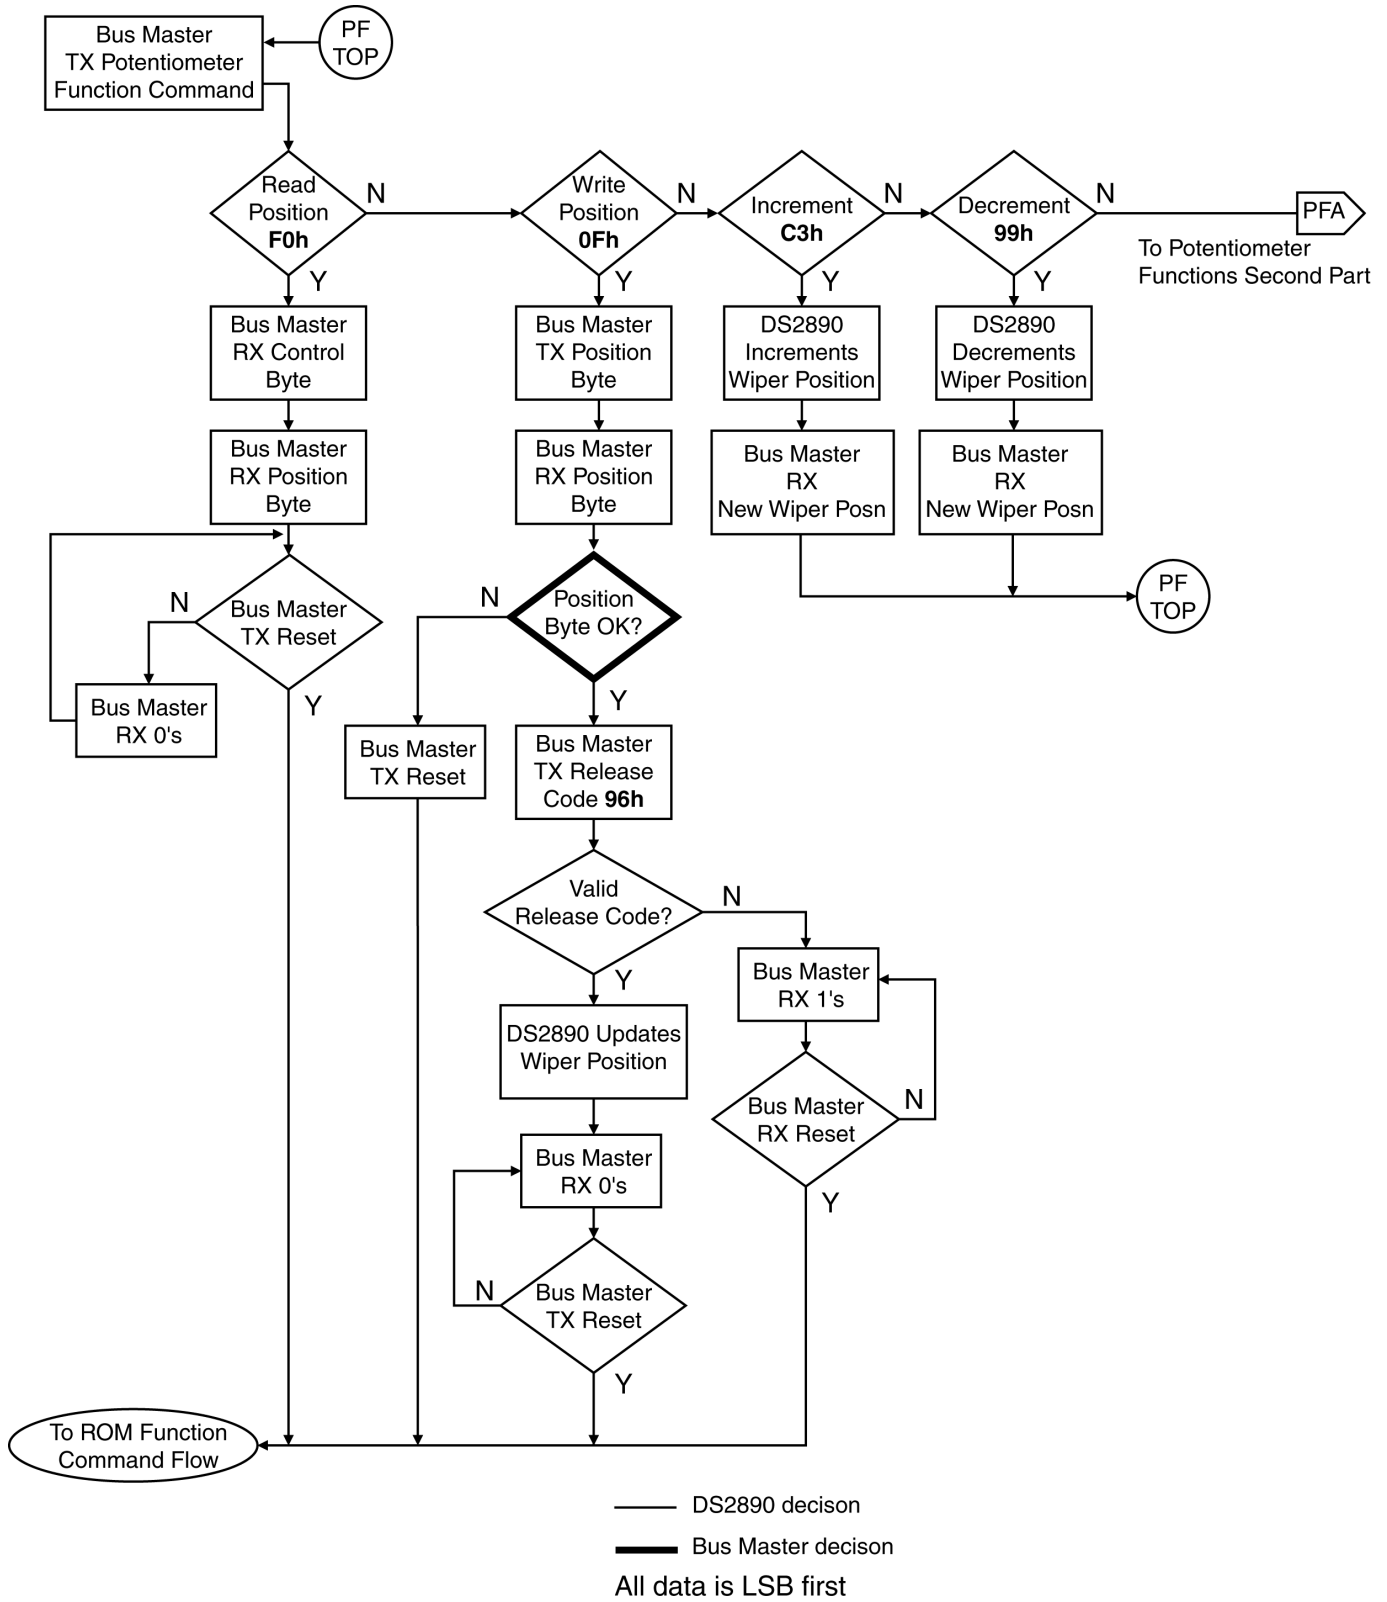 Bus Master
TX Potentiometer
Function Command
PF
TOP
Read
Position
F0h
N
Y
Write
Position
0Fh
N
Y
Increment
C3h
N
Y
Decrement
99h
N
Y
PFA
To Potentiometer
Functions Second Part
Bus Master
RX Control
Byte
Bus Master
TX Position
Byte
DS2890
Increments
Wiper Position
DS2890
Decrements
Wiper Position
Bus Master
RX Position
Byte
Bus Master
RX Position
Byte
Bus Master
RX
New Wiper Posn
Bus Master
RX
New Wiper Posn
PF
TOP
N
Bus Master
TX Reset
Y
Bus Master
RX 0's
N
Position
Byte OK?
Y
Bus Master
TX Reset
Bus Master
TX Release
Code 96h
Valid
Release Code?
N
Y
DS2890 Updates
Wiper Position
Bus Master
RX 1's
Bus Master
RX Reset
N
Y
Bus Master
RX 0's
N
Bus Master
TX Reset
Y
To ROM Function
Command Flow
DS2890 decison
Bus Master decison
All data is LSB first